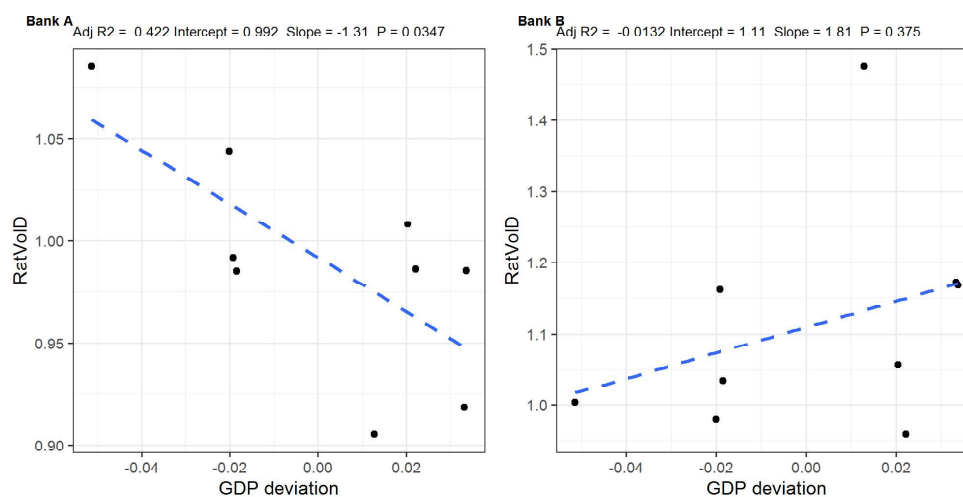 Bank A
Adj R2 = 0.422 Intercept = 0.992 Slope = -1.31 P = 0.0347
1.05
1.00
0.95
0.90
RatVolD
-0.04 -0.02 0.00 0.02
GDP deviation
Bank B
Adj R2 = -0.0132 Intercept = 1.11 Slope = 1.81 P = 0.375
1.5
1.4
1.3
1.2
1.1
1.0
RatVolD
-0.04 -0.02 0.00 0.02
GDP deviation